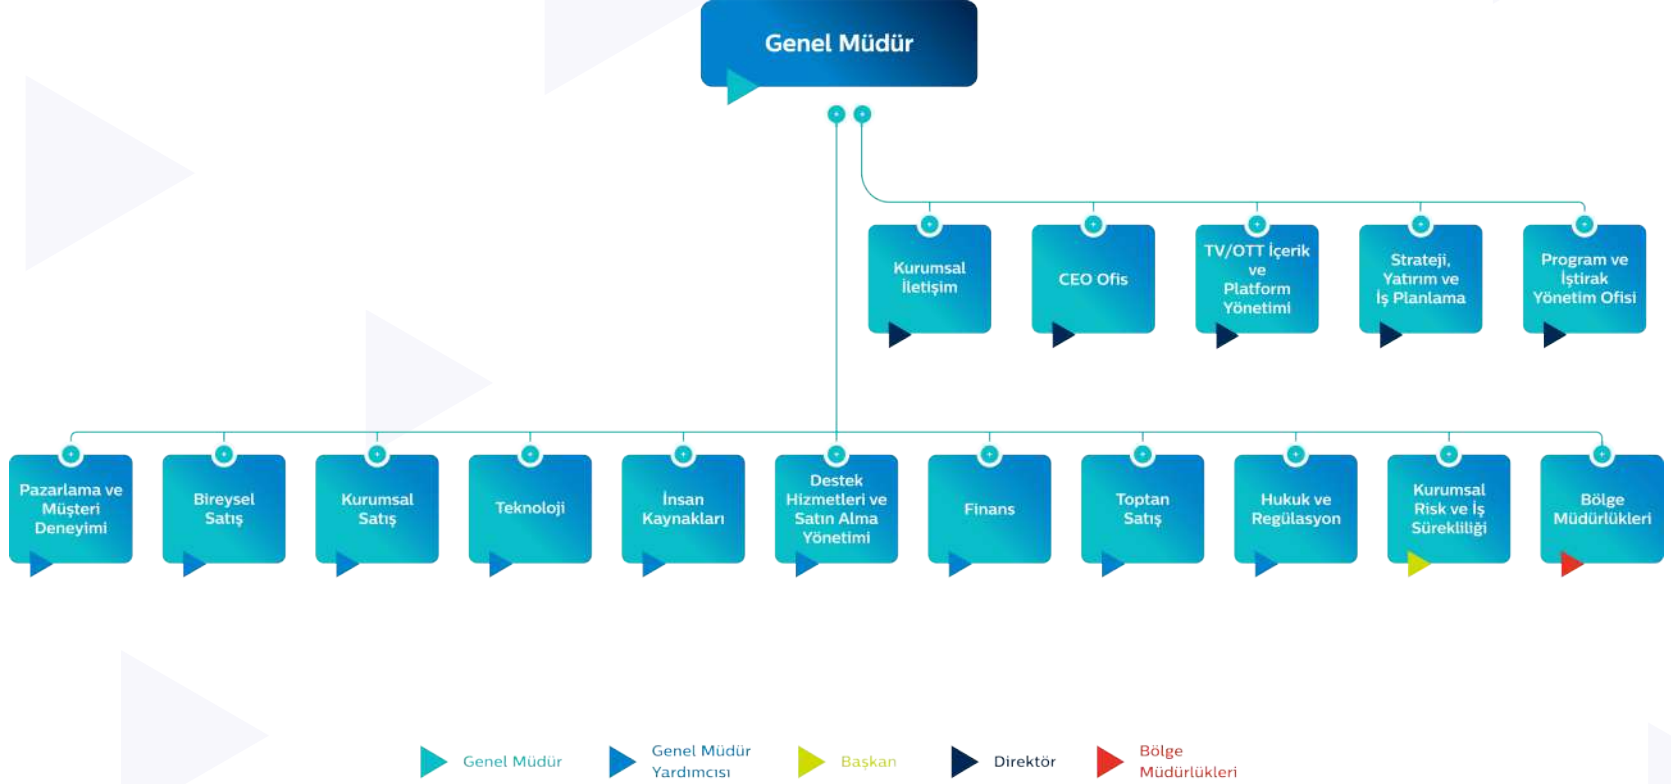 Genel Müdür
Kurumsal
İletişim
CEO Ofis
TV/OTT İçerik
ve
Platform
Yönetimi
Strateji,
Yatırım ve
İş Planlama
Program ve
İştirak
Yönetim Ofisi
Pazarlama ve
Müşteri
Deneyimi
Bireysel
Satış
Kurumsal
Satış
Teknoloji
İnsan
Kaynakları
Destek
Hizmetleri ve
Satın Alma
Yönetimi
Finans
Toptan
Satış
Hukuk ve
Regülasyon
Kurumsal
Risk ve İş
Sürekliliği
Bölge
Müdürlükleri
Genel Müdür
Genel Müdür
Yardımcısı
Başkan
Direktör
Bölge
Müdürlükleri